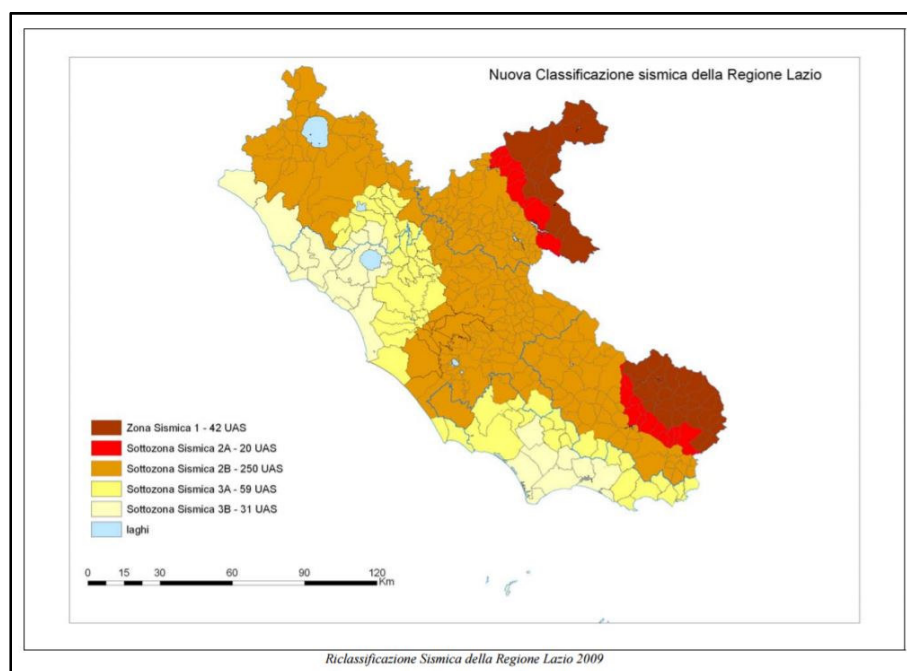 Nuova Classificazione sismica della Regione Lazio
Zona Sismica 1 - 42 UAS
Sottozona Sismica 2A - 20 UAS
Sottozona Sismica 2B - 250 UAS
Sottozona Sismica 3A - 59 UAS
Sottozona Sismica 3B - 31 UAS
laghi
0 15 30 60 90 120
Km
Riclassificazione Sismica della Regione Lazio 2009